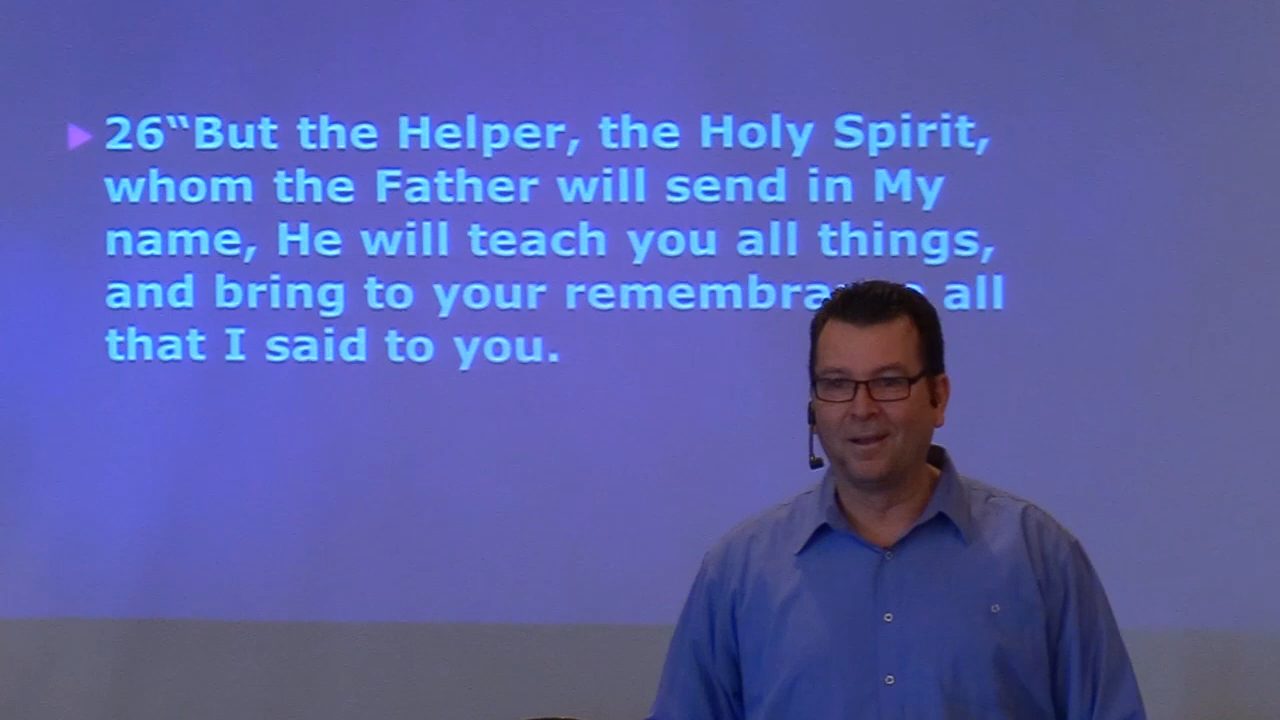 26“But the Helper, the Holy Spirit,
whom the Father will send in My
name, He will teach you all things,
and bring to your all
that I said to you.